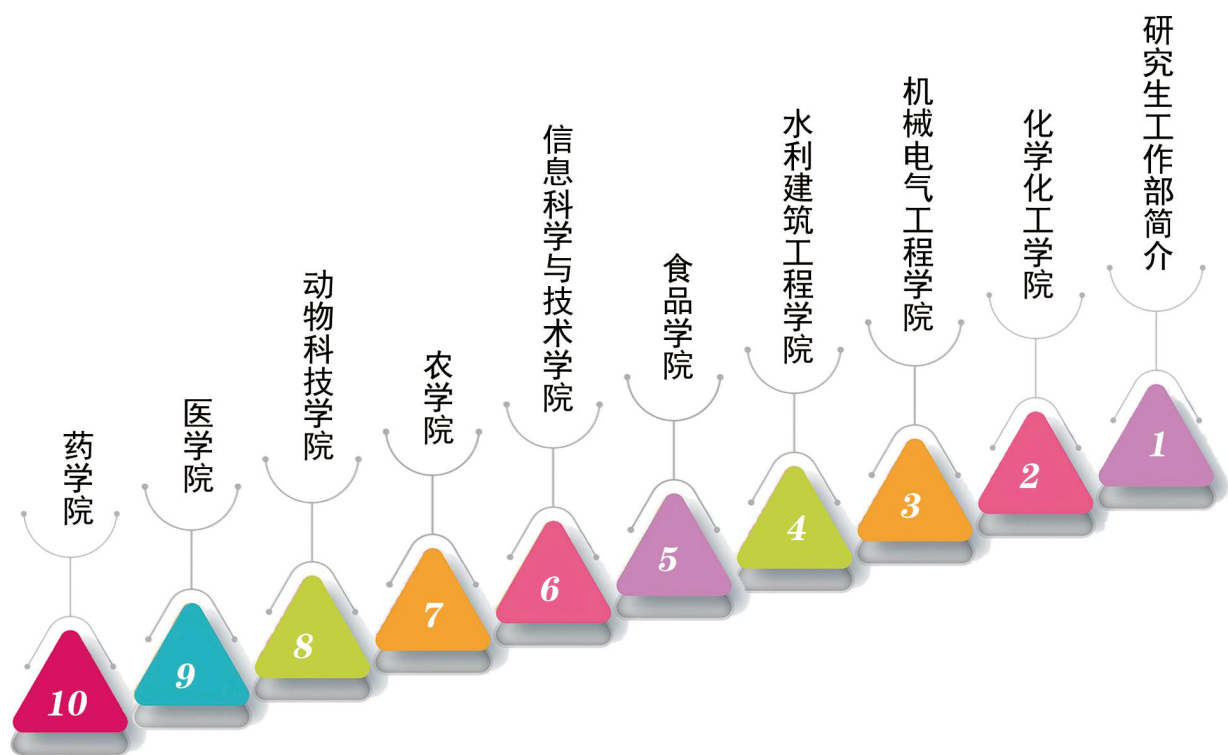 研究生工作部简介
1
化学化工学院
2
机械电气工程学院
3
水利建筑工程学院
4
食品学院
5
信息科学与技术学院
6
农学院
7
动物科技学院
8
医学院
9
药学院
10